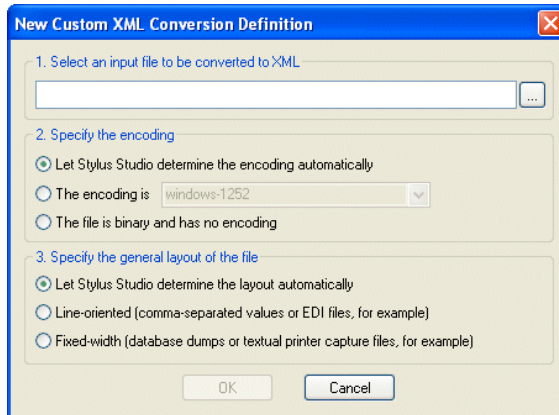 New Custom XML Conversion Definition
1. Select an input file to be converted to XML
...
2. Specify the encoding
Let Stylus Studio determine the encoding automatically
The encoding is windows-1252
The file is binary and has no encoding
3. Specify the general layout of the file
Let Stylus Studio determine the layout automatically
Line-oriented (comma-separated values or EDI files, for example)
Fixed-width (database dumps or textual printer capture files, for example)
OK Cancel